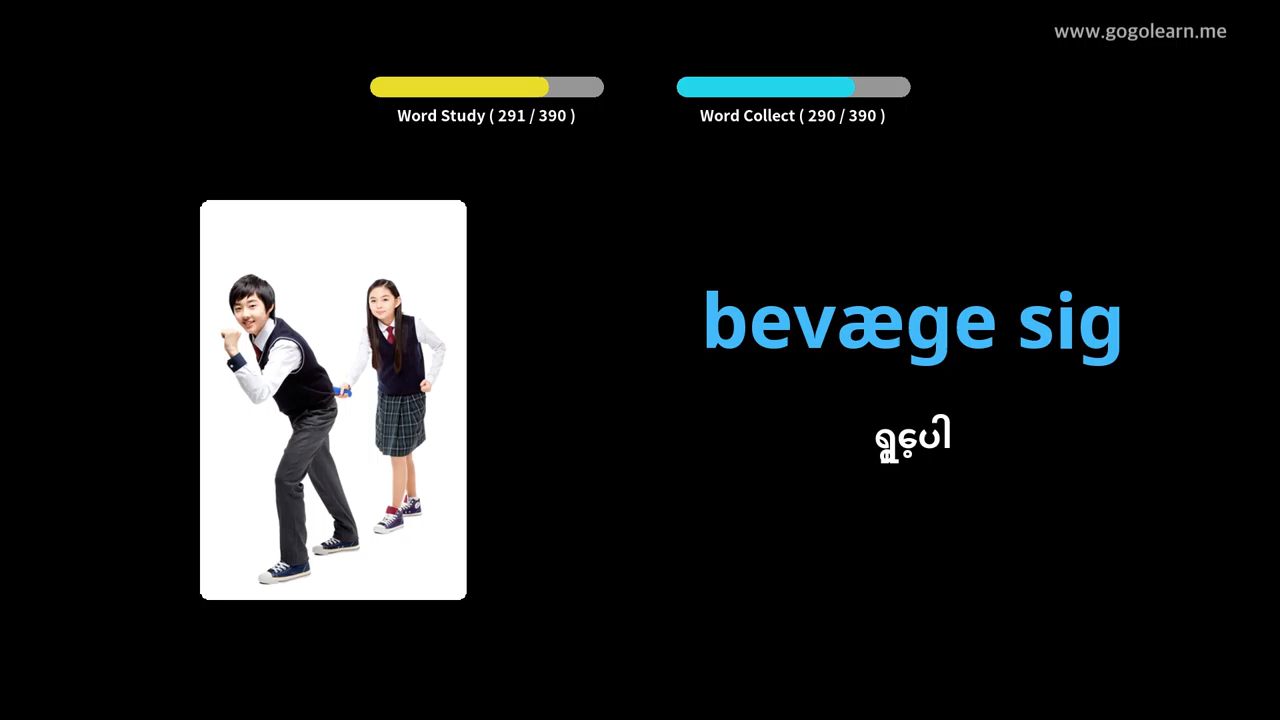 www.gogolearn.me
Word Study ( 291 / 390 )
Word Collect ( 290 / 390 )
bevæge sig
ရွှေ့ပေါ